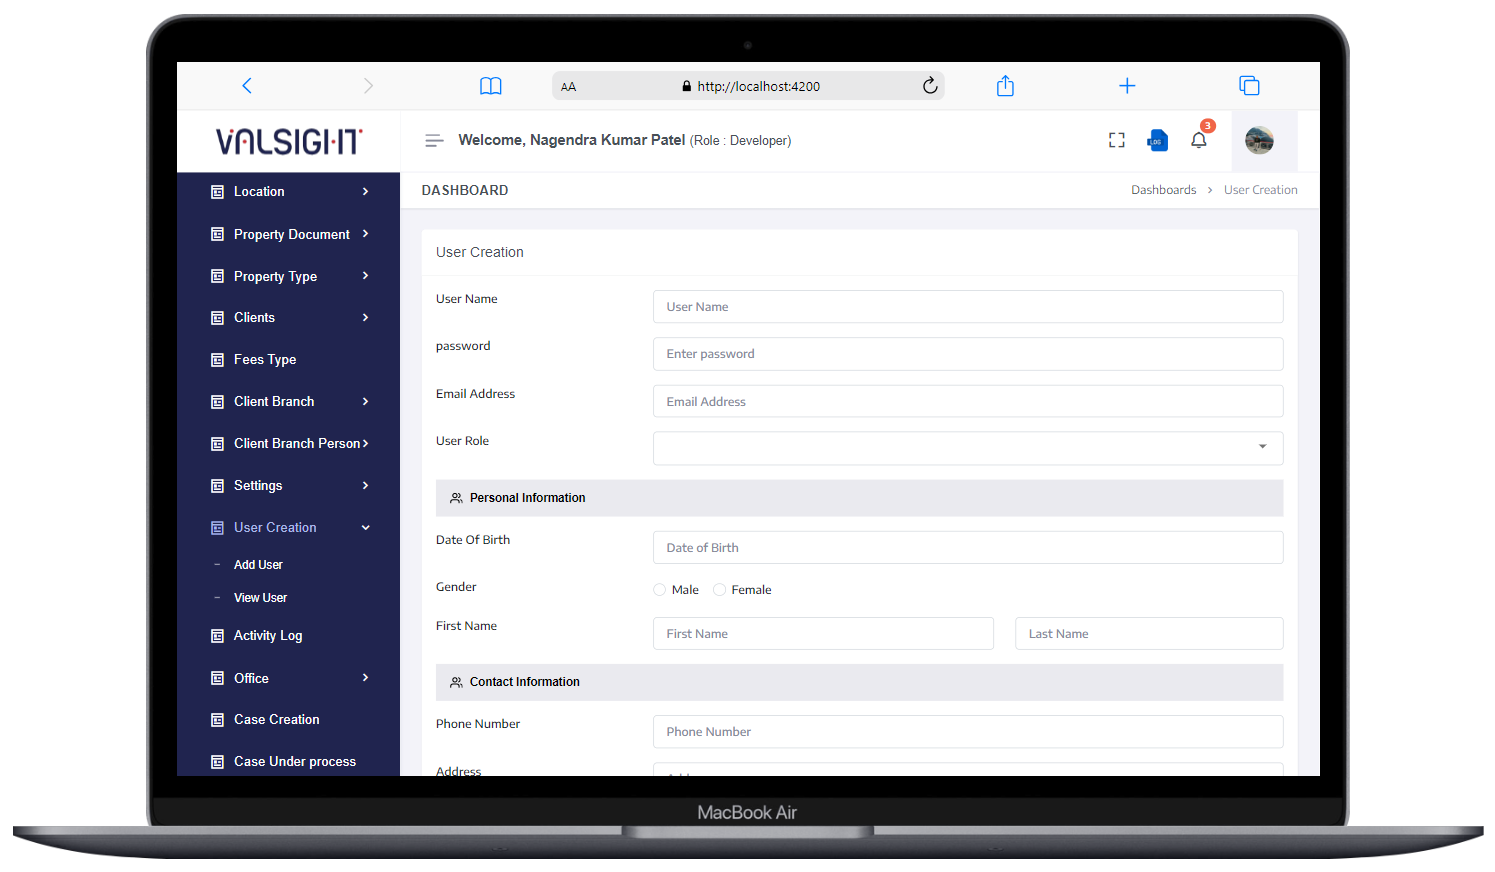 AA
http://localhost:4200
VALSIGHT
Welcome, Nagendra Kumar Patel (Role : Developer)
LOG
3
DASHBOARD
Dashboards > User Creation
Location
Property Document
Property Type
Clients
Fees Type
Client Branch
Client Branch Person
Settings
User Creation
Add User
View User
Activity Log
Office
Case Creation
Case Under process
User Creation
User Name
User Name
password
Enter password
Email Address
Email Address
User Role
Personal Information
Date Of Birth
Date of Birth
Gender
Male Female
First Name
First Name
Last Name
Contact Information
Phone Number
Phone Number
Address
MacBook Air